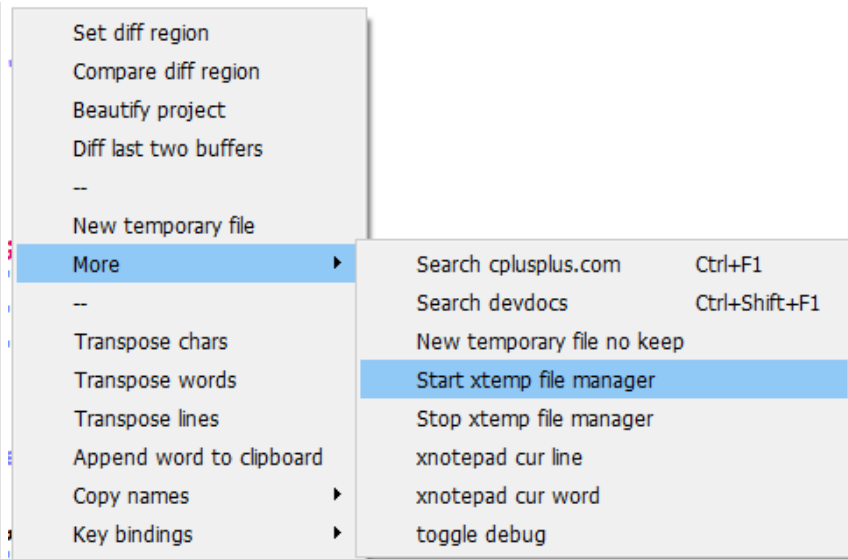 Set diff region
Compare diff region
Beautify project
Diff last two buffers
--
New temporary file
More
--
Transpose chars
Transpose words
Transpose lines
Append word to clipboard
Copy names
Key bindings
Search cplusplus.com Ctrl+F1
Search devdocs Ctrl+Shift+F1
New temporary file no keep
Start xtemp file manager
Stop xtemp file manager
xnotepad cur line
xnotepad cur word
toggle debug